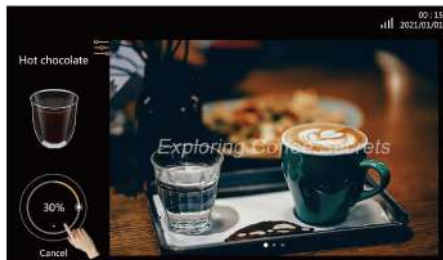 00:15
2021/01/01
Hot chocolate
Exploring Coffee Secrets
30%
Cancel